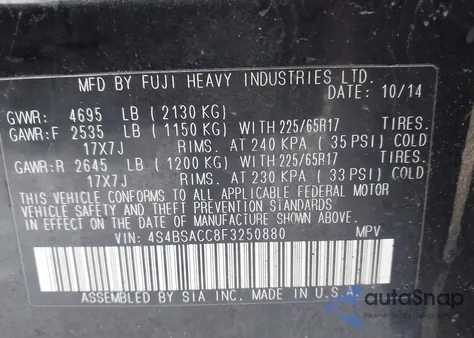 MFD BY FUJI HEAVY INDUSTRIES LTD.
DATE: 10/14
GVWR: 4695 LB (2130 KG)
GAWR:F 2535 LB (1150 KG) WITH 225/65R17 TIRES.
17X7J RIMS. AT 240 KPA (35 PSI) COLD
GAWR:R 2645 LB (1200 KG) WITH 225/65R17 TIRES.
17X7J RIMS. AT 230 KPA (33 PSI) COLD
THIS VEHICLE CONFORMS TO ALL APPLICABLE FEDERAL MOTOR
VEHICLE SAFETY AND THEFT PREVENTION STANDARDS
IN EFFECT ON THE DATE OF MANUFACTURE SHOWN ABOVE.
VIN: 4S4BSACC8F3250880 MPV
ASSEMBLED BY SIA INC. MADE IN U.S.A.
autoSnap
POWERED BY AUTOSNAP